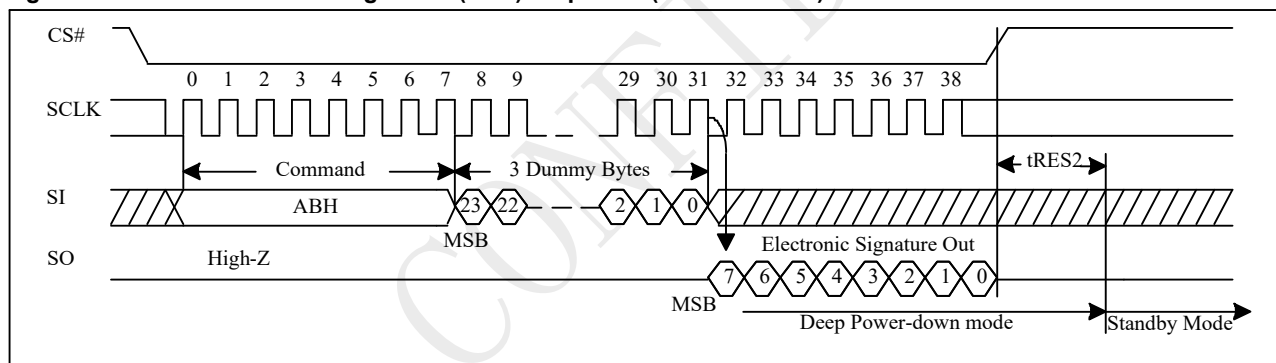 CS#
0 1 2 3 4 5 6 7 8 9 29 30 31 32 33 34 35 36 37 38
SCLK
Command 3 Dummy Bytes tRES2
SI ABH 23 22 2 1 0
MSB
SO High-Z Electronic Signature Out
7 6 5 4 3 2 1 0
MSB
Deep Power-down mode Standby Mode